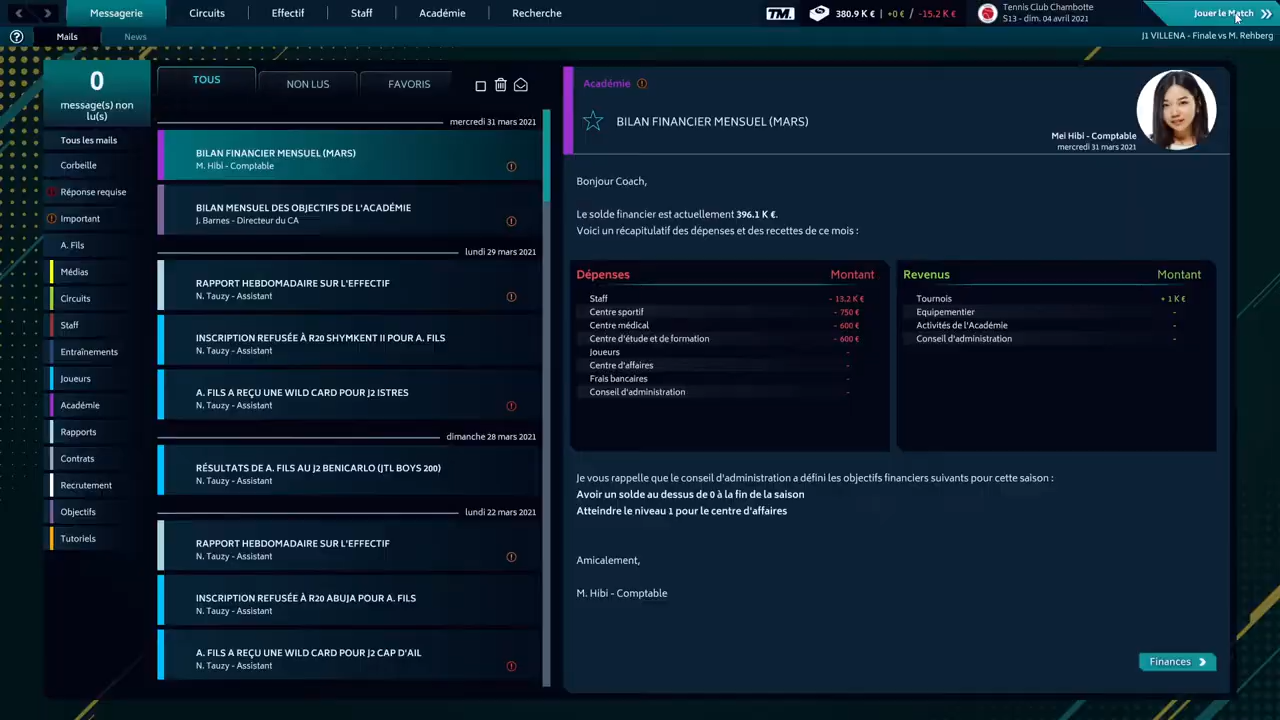 Messagerie
Circuits
Effectif
Staff
Académie
Recherche
TM.
380.9 K € | +0 € / -15.2 K €
Tennis Club Chambotte
S13 - dim. 04 avril 2021
Jouer le Match
Mails
News
J1 VILLENA - Finale vs M. Rehberg
0
message(s) non
lu(s)
Tous les mails
Corbeille
Réponse requise
Important
A. Fils
Médias
Circuits
Staff
Entraînements
Joueurs
Académie
Rapports
Contrats
Recrutement
Objectifs
Tutoriels
TOUS
NON LUS
FAVORIS
mercredi 31 mars 2021
BILAN FINANCIER MENSUEL (MARS)
M. Hibi - Comptable
BILAN MENSUEL DES OBJECTIFS DE L'ACADÉMIE
J. Barnes - Directeur du CA
lundi 29 mars 2021
RAPPORT HEBDOMADAIRE SUR L'EFFECTIF
N. Tauzy - Assistant
INSCRIPTION REFUSÉE À R20 SHYMKENT II POUR A. FILS
N. Tauzy - Assistant
A. FILS A REÇU UNE WILD CARD POUR J2 ISTRES
N. Tauzy - Assistant
dimanche 28 mars 2021
RÉSULTATS DE A. FILS AU J2 BENICARLO (JTL BOYS 200)
N. Tauzy - Assistant
lundi 22 mars 2021
RAPPORT HEBDOMADAIRE SUR L'EFFECTIF
N. Tauzy - Assistant
INSCRIPTION REFUSÉE À R20 ABUJA POUR A. FILS
N. Tauzy - Assistant
A. FILS A REÇU UNE WILD CARD POUR J2 CAP D'AIL
N. Tauzy - Assistant
Académie
BILAN FINANCIER MENSUEL (MARS)
Mei Hibi - Comptable
mercredi 31 mars 2021
Bonjour Coach,
Le solde financier est actuellement 396.1 K €.
Voici un récapitulatif des dépenses et des recettes de ce mois :
Dépenses Montant
Staff - 13.2 K €
Centre sportif - 750 €
Centre médical - 600 €
Centre d'étude et de formation - 600 €
Joueurs -
Centre d'affaires -
Frais bancaires -
Conseil d'administration -
Revenus Montant
Tournois + 1 K €
Equipementier -
Activités de l'Académie -
Conseil d'administration -
Je vous rappelle que le conseil d'administration a défini les objectifs financiers suivants pour cette saison :
Avoir un solde au dessus de 0 à la fin de la saison
Atteindre le niveau 1 pour le centre d'affaires
Amicalement,
M. Hibi - Comptable
Finances